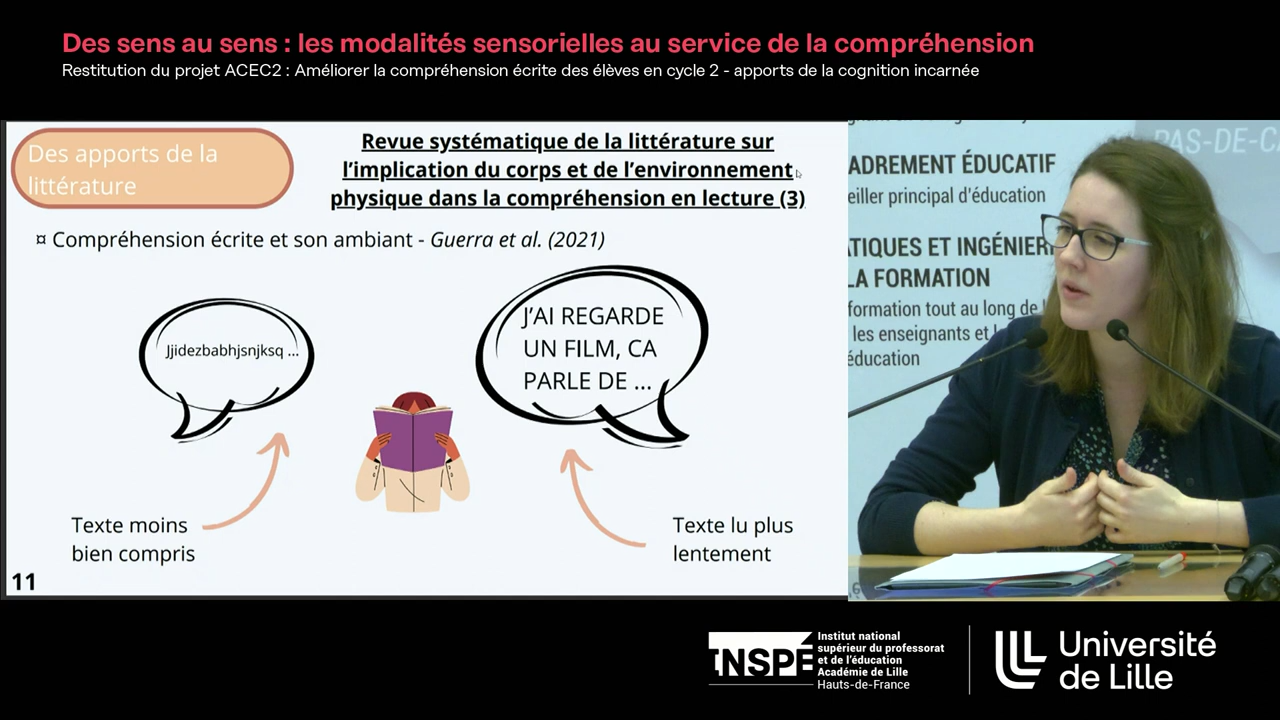 Des sens au sens : les modalités sensorielles au service de la compréhension
Restitution du projet ACEC2 : Améliorer la compréhension écrite des élèves en cycle 2 - apports de la cognition incarnée
Des apports de la
littérature
Revue systématique de la littérature sur
l'implication du corps et de l'environnement
physique dans la compréhension en lecture (3)
¤ Compréhension écrite et son ambiant - Guerra et al. (2021)
Jjidezbabhjsnjksq ...
J'AI REGARDE
UN FILM, CA
PARLE DE ...
Texte moins
bien compris
Texte lu plus
lentement
11
PAS-DE-CA
ADREMENT ÉDUCATIF
eiller principal d'éducation
ATIQUES ET INGÉNIERI
LA FORMATION
formation tout au long de l
les enseignants et l
éducation
INSPÉ
Institut national
supérieur du professorat
et de l'éducation
Académie de Lille
Hauts-de-France
Université
de Lille